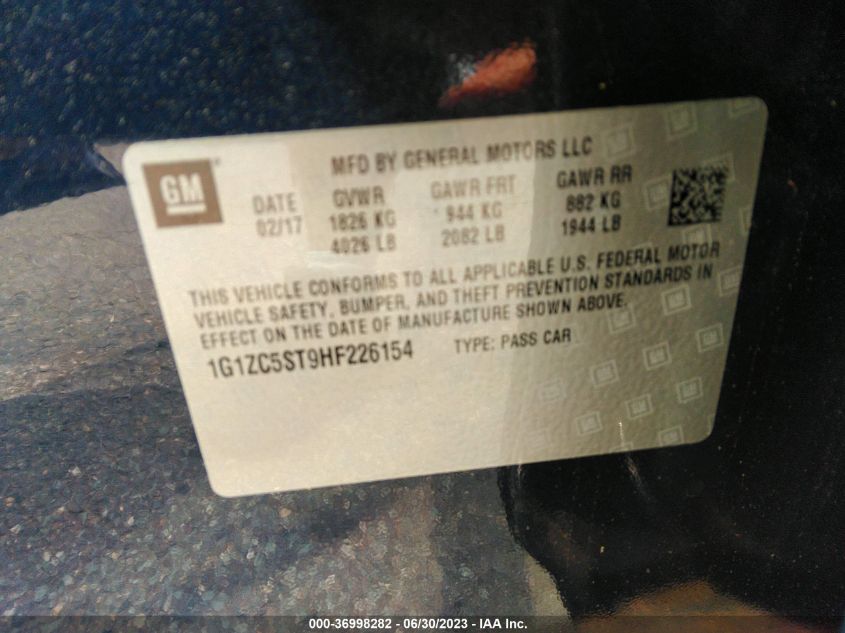 MFD BY GENERAL MOTORS LLC
GM
DATE GVWR GAWR FRT GAWR RR
02/17 1826 KG 944 KG 882 KG
4026 LB 2082 LB 1944 LB
THIS VEHICLE CONFORMS TO ALL APPLICABLE U.S. FEDERAL MOTOR
VEHICLE SAFETY, BUMPER, AND THEFT PREVENTION STANDARDS IN
EFFECT ON THE DATE OF MANUFACTURE SHOWN ABOVE.
1G1ZC5ST9HF226154 TYPE: PASS CAR
000-36998282 - 06/30/2023 - IAA Inc.